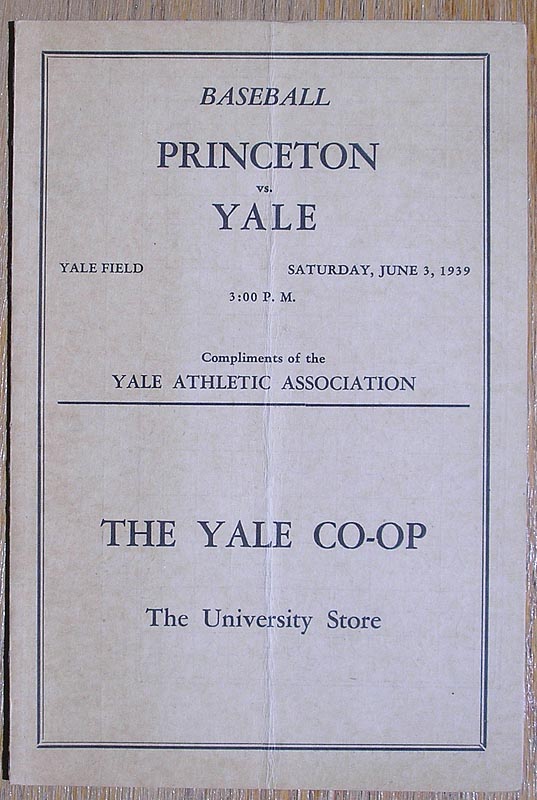 BASEBALL
PRINCETON
vs.
YALE
YALE FIELD SATURDAY, JUNE 3, 1939
3:00 P. M.
Compliments of the
YALE ATHLETIC ASSOCIATION
THE YALE CO-OP
The University Store